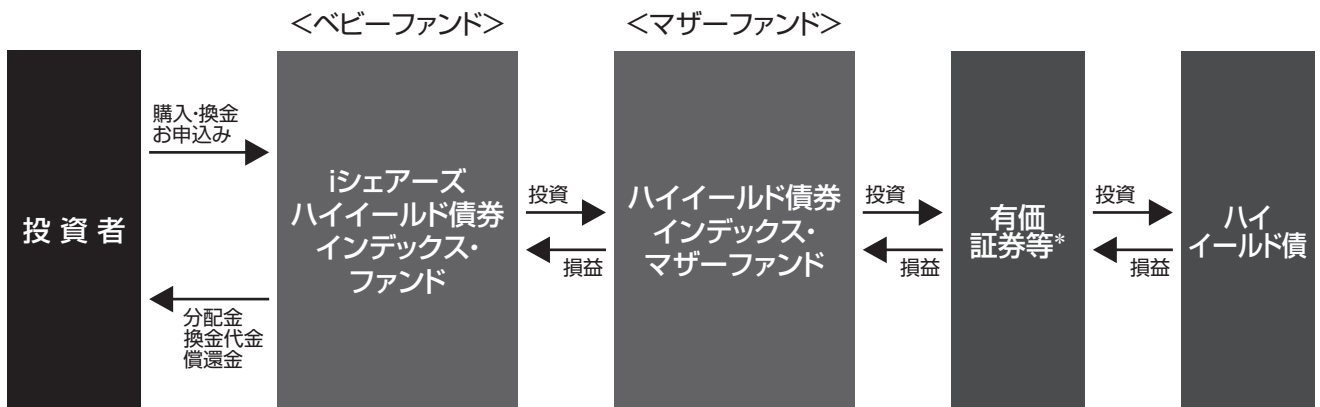 <ベビーファンド>
<マザーファンド>
投資者
購入・換金
お申込み
分配金
換金代金
償還金
iシェアーズ
ハイイールド債券
インデックス・
ファンド
投資
損益
ハイイールド債券
インデックス・
マザーファンド
投資
損益
有価
証券等*
投資
損益
ハイ
イールド債